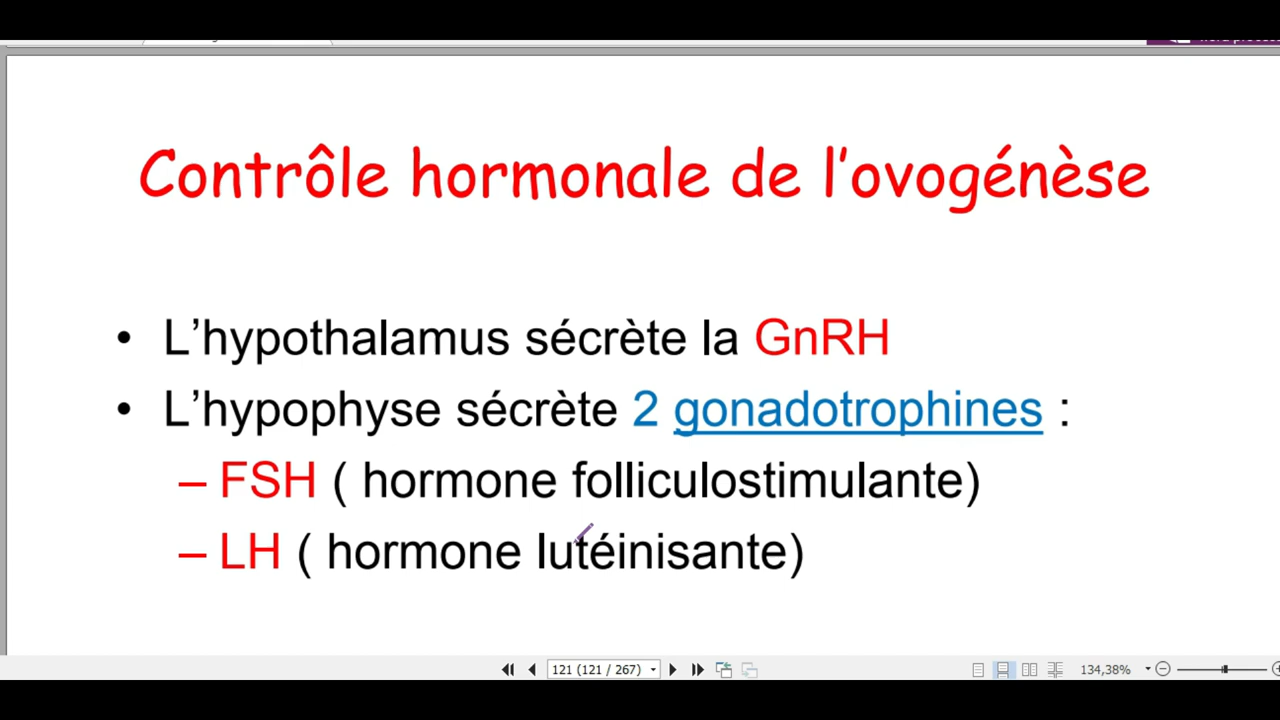 Contrôle hormonale de l'ovogénèse
• L'hypothalamus sécrète la GnRH
• L'hypophyse sécrète 2 gonadotrophines :
– FSH ( hormone folliculostimulante)
– LH ( hormone lutéinisante)
121 (121 / 267)
134,38%